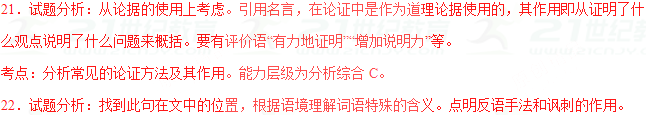 21．试题分析：从论据的使用上考虑。引用名言，在论证中是作为道理论据使用的，其作用即从证明了什
么观点说明了什么问题来概括。要有评价语“有力地证明”“增加说明力”等。
考点：分析常见的论证方法及其作用。能力层级为分析综合 C。
22．试题分析：找到此句在文中的位置，根据语境理解词语特殊的含义。点明反语手法和讽刺的作用。